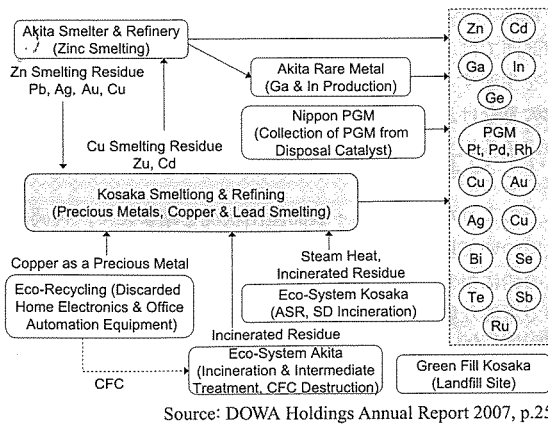 Akita Smelter & Refinery
(Zinc Smelting)
Zn Smelting Residue
Pb, Ag, Au, Cu
Akita Rare Metal
(Ga & In Production)
Nippon PGM
(Collection of PGM from
Disposal Catalyst)
Cu Smelting Residue
Zu, Cd
Kosaka Smeltiong & Refining
(Precious Metals, Copper & Lead Smelting)
Copper as a Precious Metal
Eco-Recycling (Discarded
Home Electronics & Office
Automation Equipment)
Steam Heat,
Incinerated Residue
Eco-System Kosaka
(ASR, SD Incineration)
Incinerated Residue
Eco-System Akita
(Incineration & Intermediate
Treatment, CFC Destruction)
CFC
Green Fill Kosaka
(Landfill Site)
Zn Cd
Ga In
Ge
PGM
Pt, Pd, Rh
Cu Au
Ag Cu
Bi Se
Te Sb
Ru
Source: DOWA Holdings Annual Report 2007, p.25